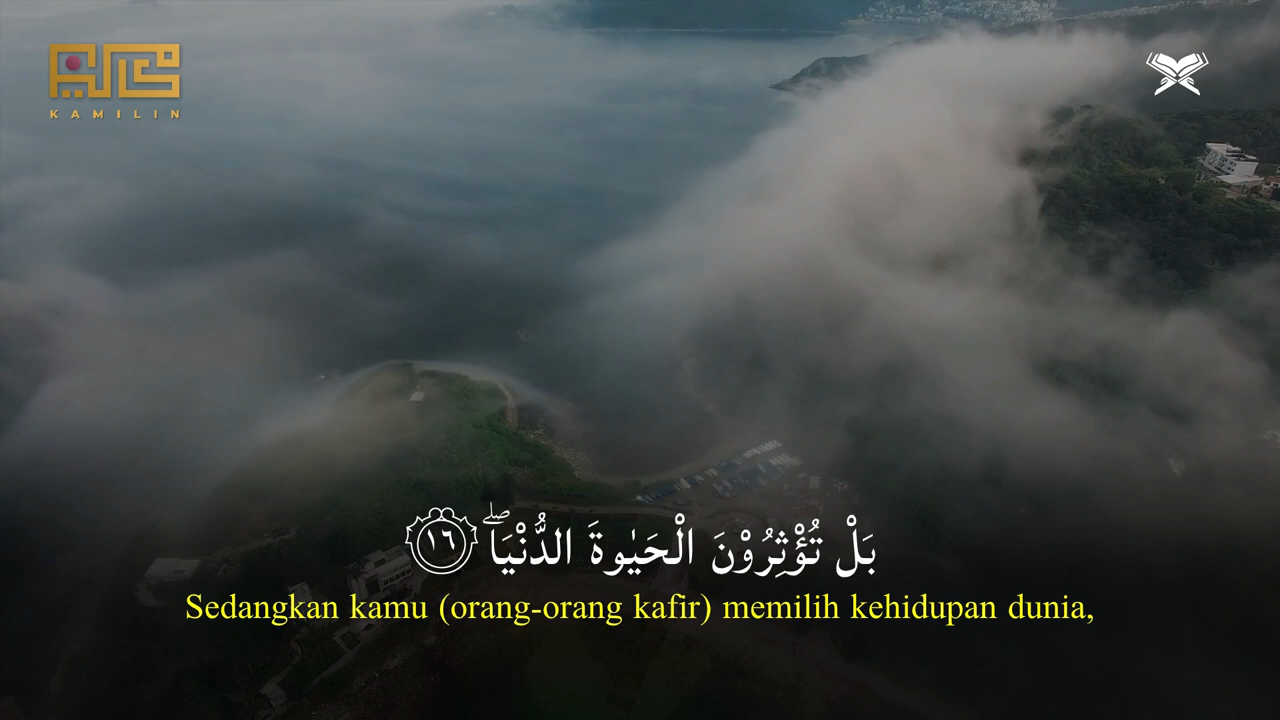 KAMILIN
بَلْ تُؤْثِرُوْنَ الْحَيٰوةَ الدُّنْيَاۖ ١٦
Sedangkan kamu (orang-orang kafir) memilih kehidupan dunia,